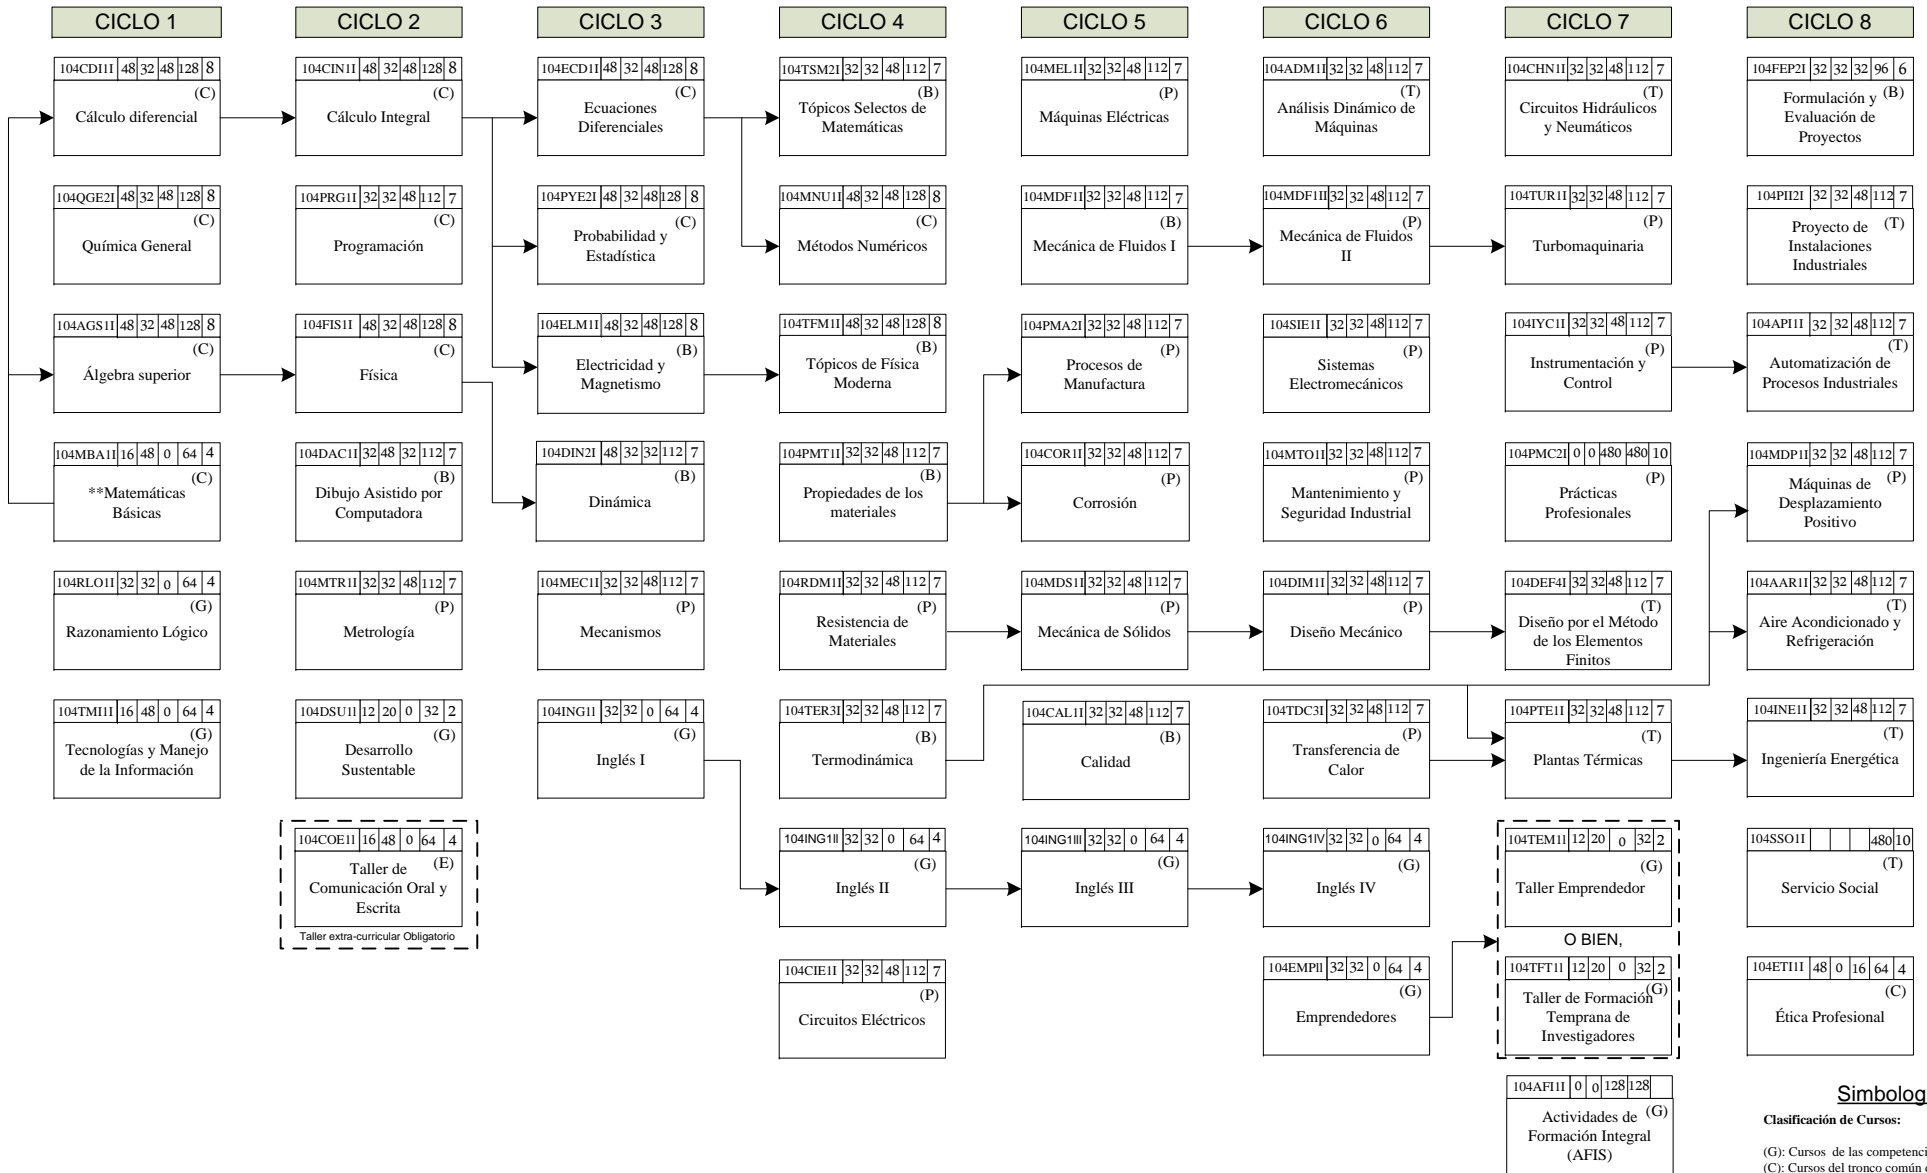 CICLO 1
CICLO 2
CICLO 3
CICLO 4
CICLO 5
CICLO 6
CICLO 7
CICLO 8
104CDI1I 48 32 48 128 8
(C)
Cálculo diferencial
104CIN1I 48 32 48 128 8
(C)
Cálculo Integral
104ECD1I 48 32 48 128 8
(C)
Ecuaciones
Diferenciales
104TSM2I 32 32 48 112 7
(B)
Tópicos Selectos de
Matemáticas
104MEL1I 32 32 48 112 7
(P)
Máquinas Eléctricas
104ADM1I 32 32 48 112 7
(T)
Análisis Dinámico de
Máquinas
104CHN1I 32 32 48 112 7
(T)
Circuitos Hidráulicos
y Neumáticos
104FEP2I 32 32 32 96 6
Formulación y (B)
Evaluación de
Proyectos
104QGE2I 48 32 48 128 8
(C)
Química General
104PRG1I 32 32 48 112 7
(C)
Programación
104PYE2I 48 32 48 128 8
(C)
Probabilidad y
Estadística
104MNU1I 48 32 48 128 8
(C)
Métodos Numéricos
104MDF1I 32 32 48 112 7
(B)
Mecánica de Fluidos I
104MDF1II 32 32 48 112 7
(P)
Mecánica de Fluidos
II
104TUR1I 32 32 48 112 7
(P)
Turbomaquinaria
104PII2I 32 32 48 112 7
Proyecto de (T)
Instalaciones
Industriales
104AGS1I 48 32 48 128 8
(C)
Álgebra superior
104FIS1I 48 32 48 128 8
(C)
Física
104ELM1I 48 32 48 128 8
(B)
Electricidad y
Magnetismo
104TFM1I 48 32 48 128 8
(B)
Tópicos de Física
Moderna
104PMA2I 32 32 48 112 7
(P)
Procesos de
Manufactura
104SIE1I 32 32 48 112 7
(P)
Sistemas
Electromecánicos
104IYC1I 32 32 48 112 7
(P)
Instrumentación y
Control
104API1I 32 32 48 112 7
(T)
Automatización de
Procesos Industriales
104MBA1I 16 48 0 64 4
(C)
**Matemáticas
Básicas
104DAC1I 32 48 32 112 7
(B)
Dibujo Asistido por
Computadora
104DIN2I 48 32 32 112 7
(B)
Dinámica
104PMT1I 32 32 48 112 7
(B)
Propiedades de los
materiales
104COR1I 32 32 48 112 7
(P)
Corrosión
104MTO1I 32 32 48 112 7
(P)
Mantenimiento y
Seguridad Industrial
104PMC2I 0 0 480 480 10
(P)
Prácticas
Profesionales
104MDP1I 32 32 48 112 7
Máquinas de (P)
Desplazamiento
Positivo
104RLO1I 32 32 0 64 4
(G)
Razonamiento Lógico
104MTR1I 32 32 48 112 7
(P)
Metrología
104MEC1I 32 32 48 112 7
(P)
Mecanismos
104RDM1I 32 32 48 112 7
(P)
Resistencia de
Materiales
104MDS1I 32 32 48 112 7
(P)
Mecánica de Sólidos
104DIM1I 32 32 48 112 7
(P)
Diseño Mecánico
104DEF4I 32 32 48 112 7
(T)
Diseño por el Método
de los Elementos
Finitos
104AAR1I 32 32 48 112 7
(T)
Aire Acondicionado y
Refrigeración
104TMI1I 16 48 0 64 4
(G)
Tecnologías y Manejo
de la Información
104DSU1I 12 20 0 32 2
(G)
Desarrollo
Sustentable
104ING1I 32 32 0 64 4
(G)
Inglés I
104TER3I 32 32 48 112 7
(B)
Termodinámica
104CAL1I 32 32 48 112 7
(B)
Calidad
104TDC3I 32 32 48 112 7
(P)
Transferencia de
Calor
104PTE1I 32 32 48 112 7
(T)
Plantas Térmicas
104INE1I 32 32 48 112 7
(T)
Ingeniería Energética
104COE1I 16 48 0 64 4
(E)
Taller de
Comunicación Oral y
Escrita
Taller extra-curricular Obligatorio
104ING1II 32 32 0 64 4
(G)
Inglés II
104ING1III 32 32 0 64 4
(G)
Inglés III
104ING1IV 32 32 0 64 4
(G)
Inglés IV
104TEM1I 12 20 0 32 2
(G)
Taller Emprendedor
104SSO1I 480 10
(T)
Servicio Social
O BIEN,
104CIE1I 32 32 48 112 7
(P)
Circuitos Eléctricos
104EMP1I 32 32 0 64 4
(G)
Emprendedores
104TFT1I 12 20 0 32 2
(G)
Taller de Formación
Temprana de
Investigadores
104ETI1I 48 0 16 64 4
(C)
Ética Profesional
104AFI1I 0 0 128 128
Actividades de (G)
Formación Integral
(AFIS)
Simbolog
Clasificación de Cursos:
(G): Cursos de las competenci
(C): Cursos del tronco común